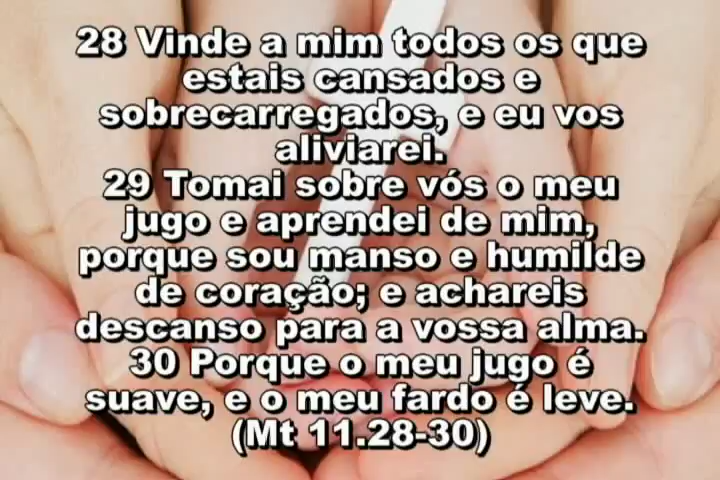 28 Vinde a mim todos os que
estais cansados e
sobrecarregados, e eu vos
aliviarei.
29 Tomai sobre vós o meu
jugo e aprendei de mim,
porque sou manso e humilde
de coração; e achareis
descanso para a vossa alma.
30 Porque o meu jugo é
suave, e o meu fardo é leve.
(Mt 11.28-30)